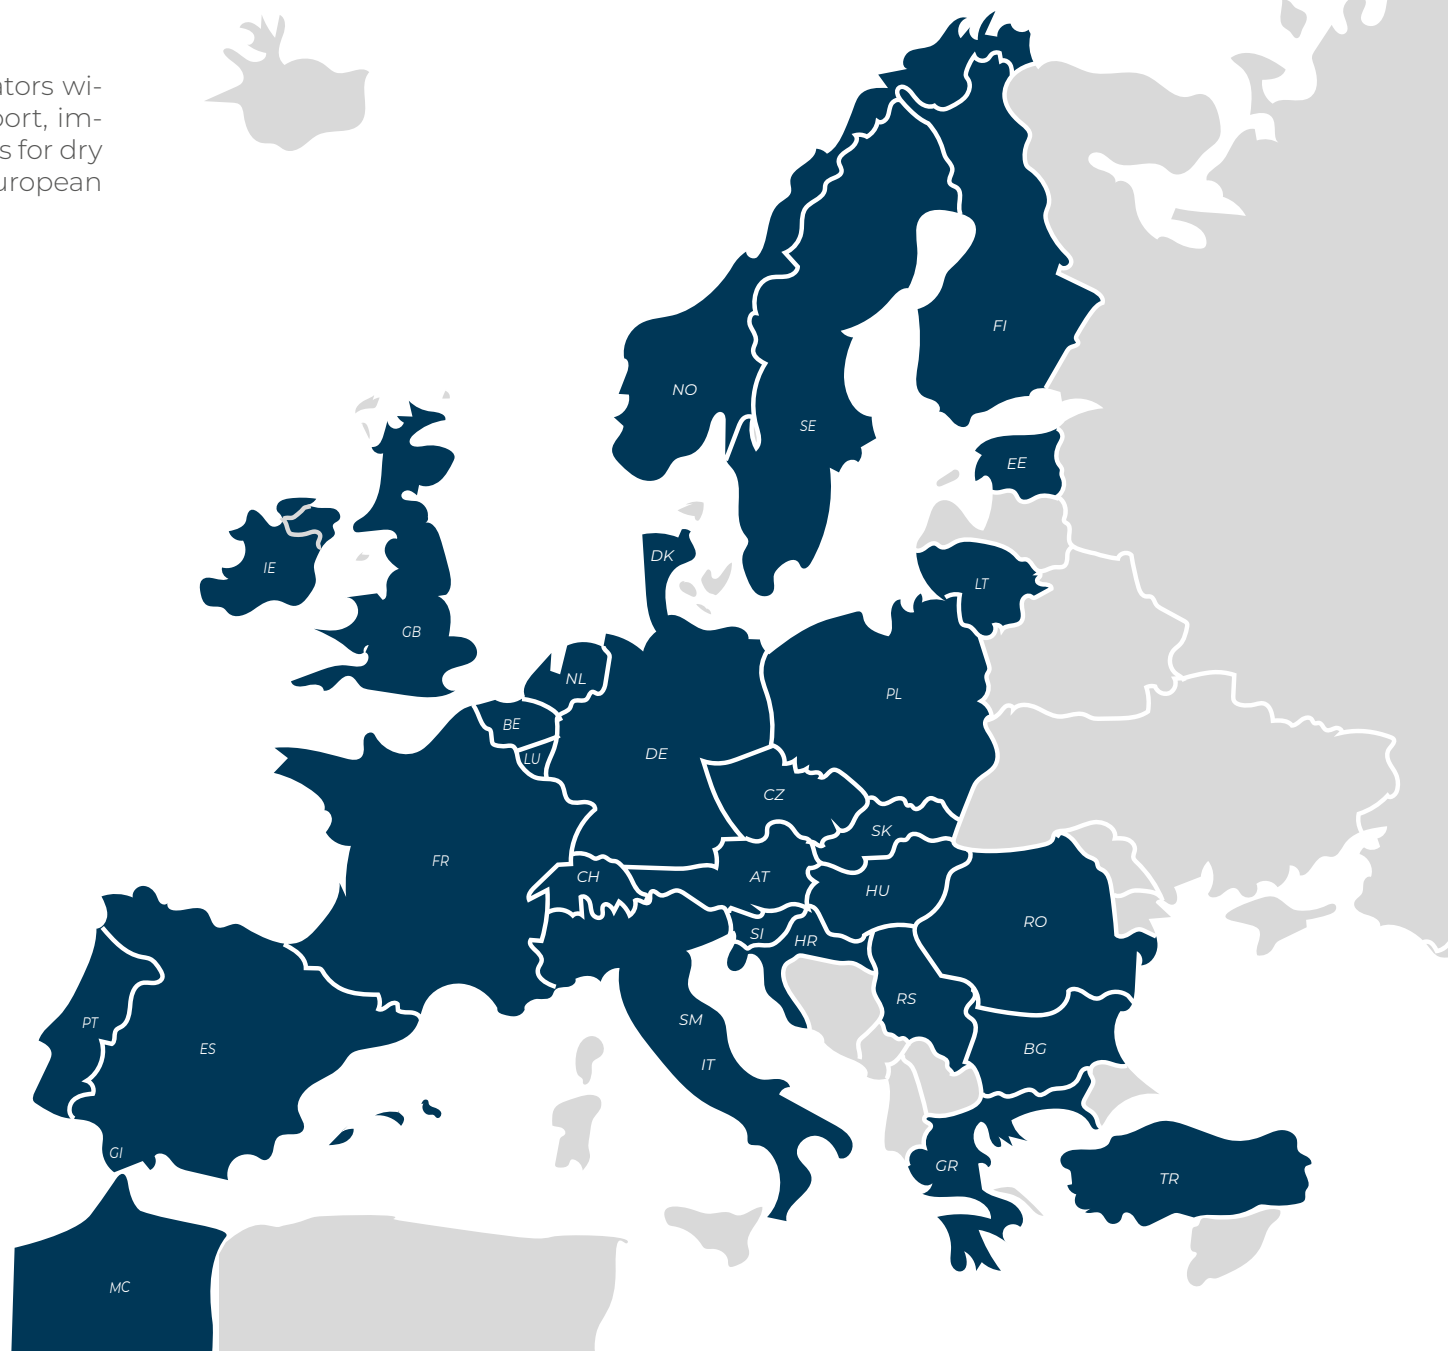 ators wi-
port, im-
s for dry
uropean
FI
NO
SE
EE
DK
IE
LT
GB
NL
PL
BE
DE
LU
CZ
SK
FR
CH
AT
HU
RO
SI
HR
RS
SM
PT
ES
BG
IT
GI
GR
TR
MC